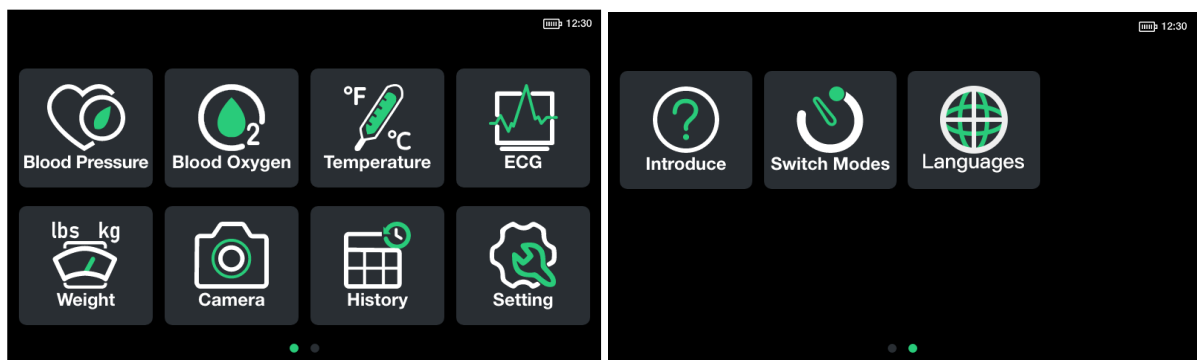 12:30
Blood Pressure
O2
Blood Oxygen
°F
°C
Temperature
ECG
lbs kg
Weight
Camera
History
Setting
12:30
?
Introduce
Switch Modes
Languages